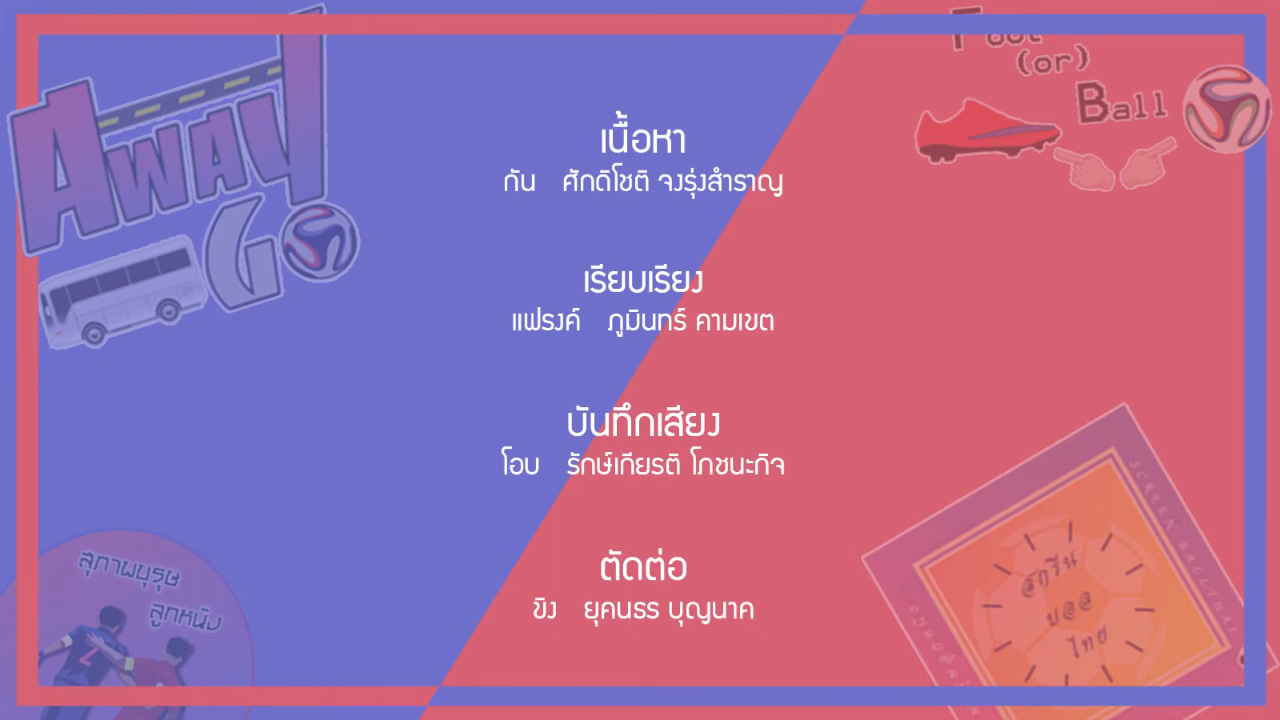 AWAY
GO
Foot
(or)
Ball
เนื้อหา
กัน ศักดิโชติ จงรุ่งสำราญ
เรียบเรียง
แฟรงค์ ภูมินทร์ คามเขต
บันทึกเสียง
โอบ รักษ์เกียรติ โภชนะกิจ
ตัดต่อ
ขิง ยุคนธร บุญนาค
สุภาพบุรุษ
ลูกหนัง
2
SCREEN BALLTHAI
สกรีน
บอล
ไทย